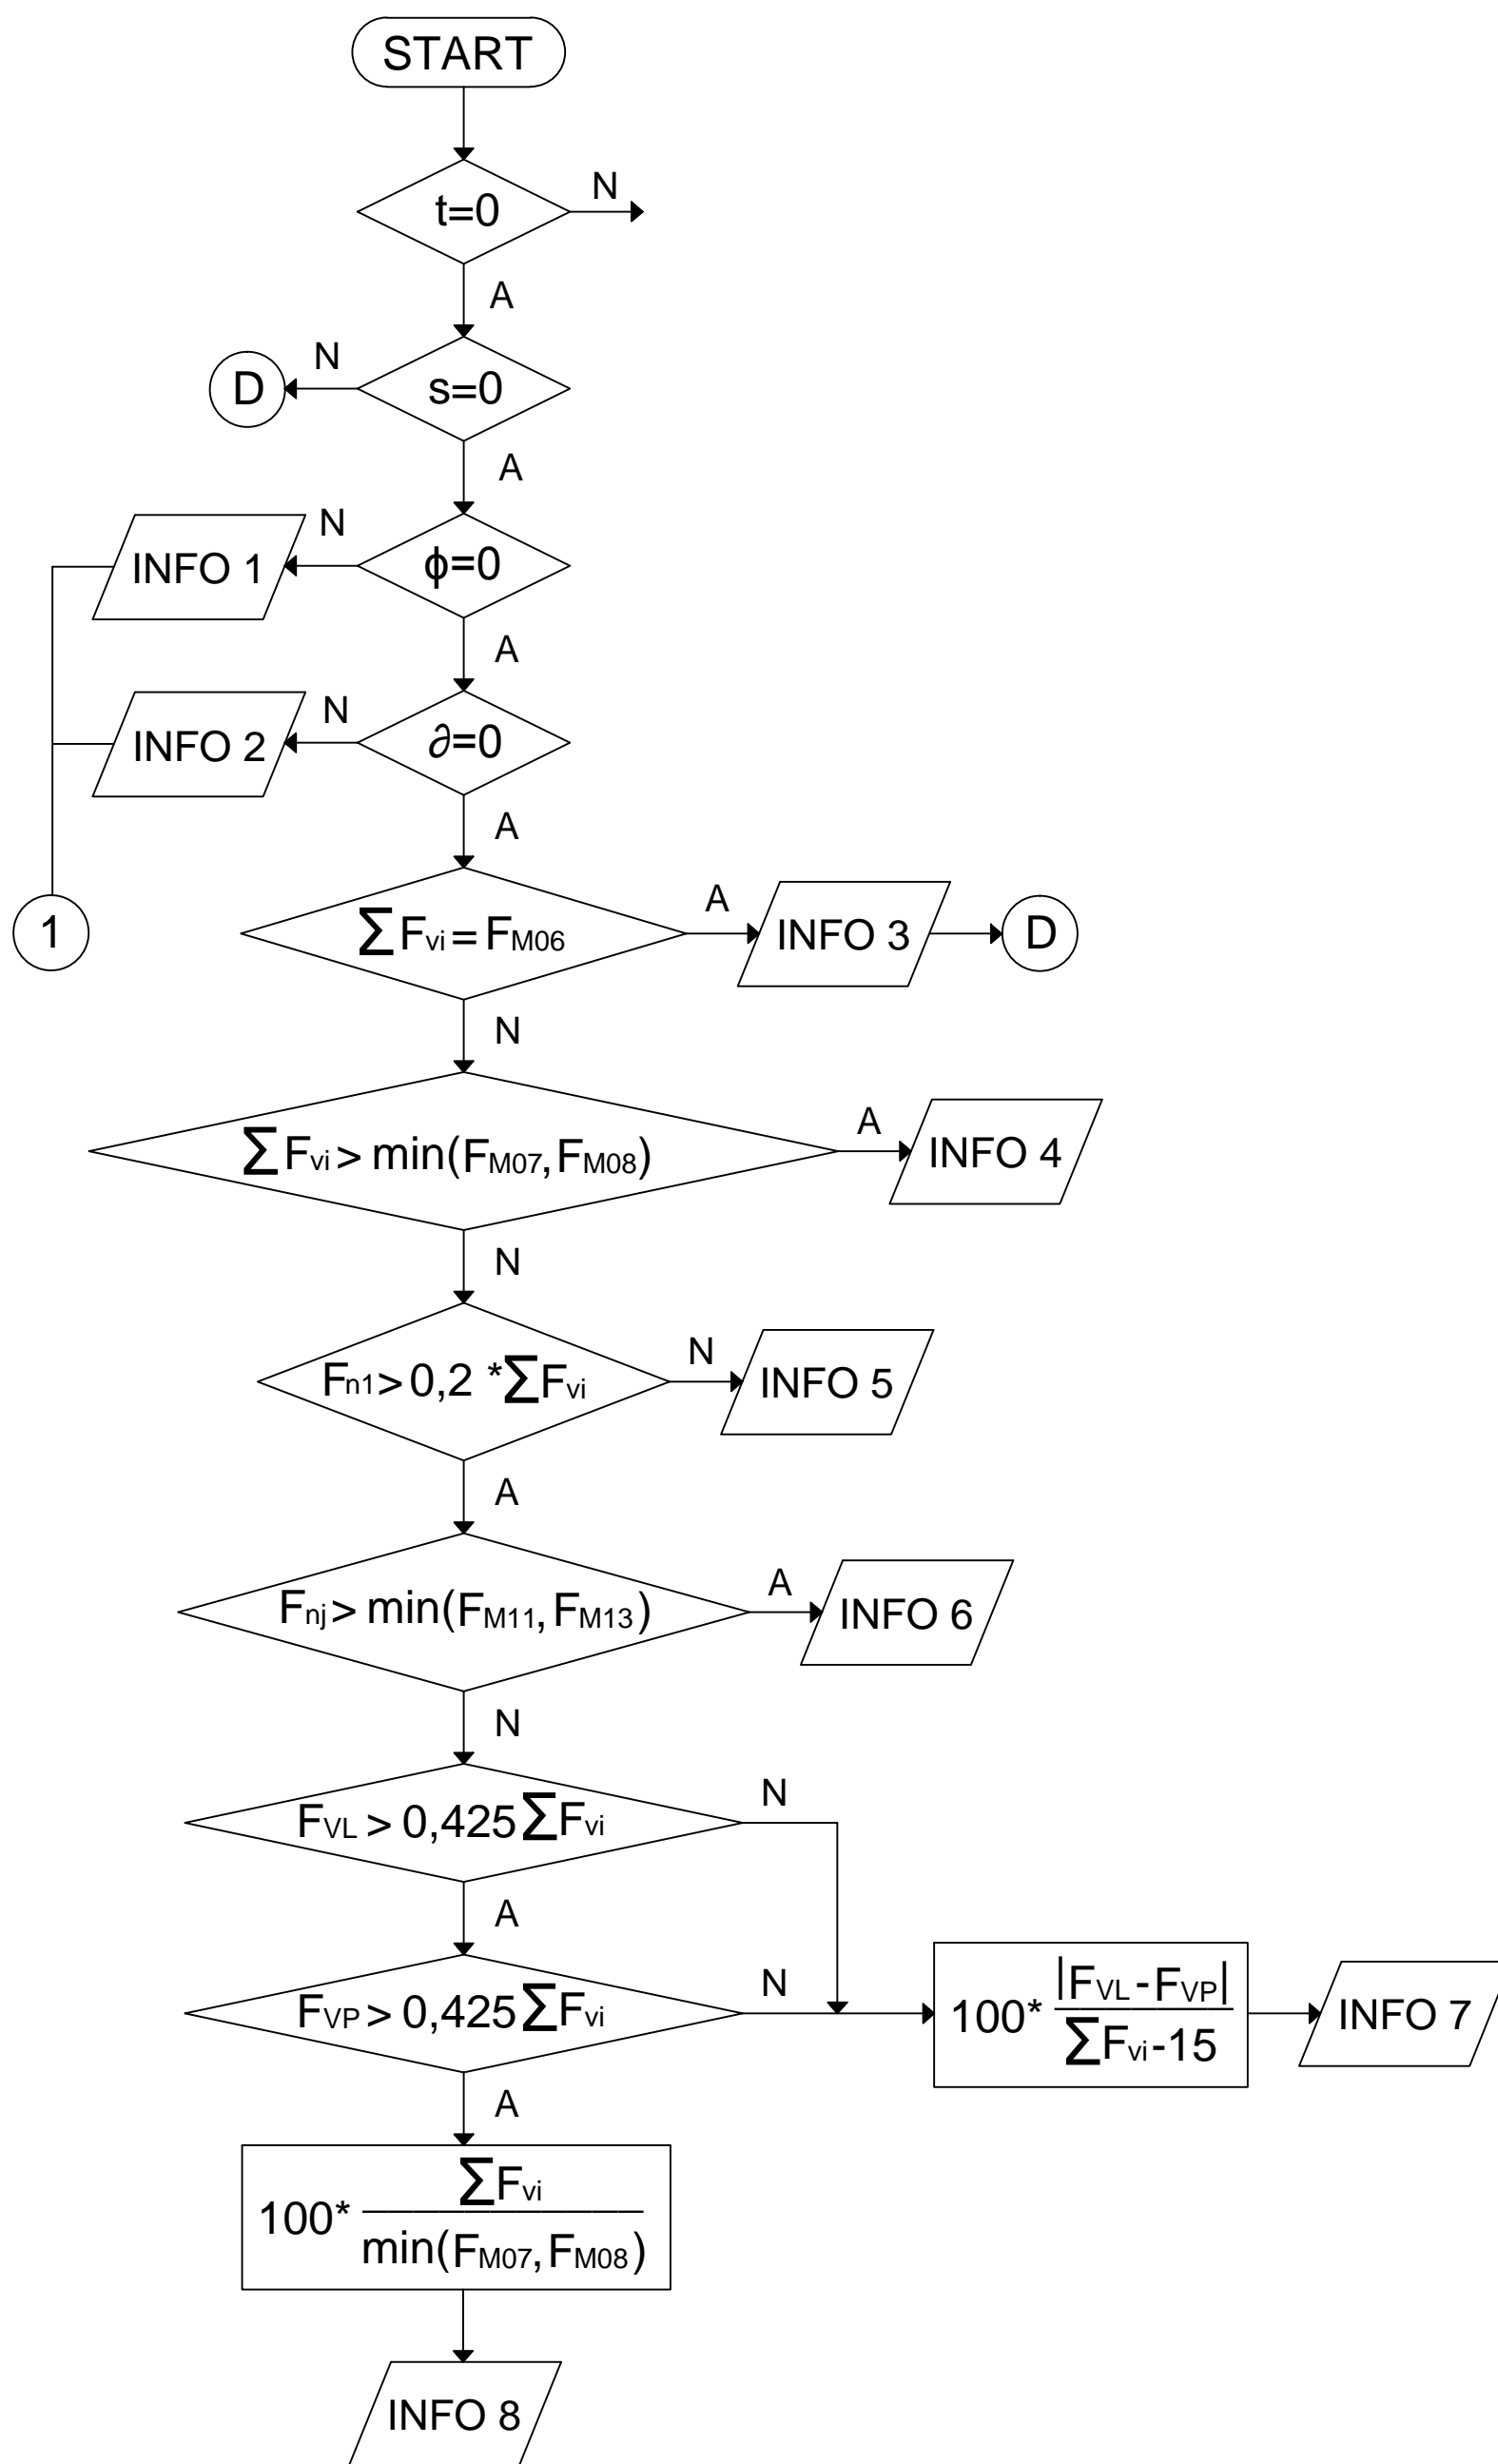 START
t=0
N
A
D
N
s=0
A
INFO 1
N
ϕ=0
A
INFO 2
N
∂=0
A
1
∑Fvi=FM06
A
INFO 3
D
N
∑Fvi>min(FM07,FM08)
A
INFO 4
N
Fn1>0,2 *∑Fvi
N
INFO 5
A
Fnj>min(FM11,FM13)
A
INFO 6
N
FVL>0,425∑Fvi
N
A
FVP>0,425∑Fvi
N
100* |FVL-FVP|
∑Fvi-15
INFO 7
A
100* ∑Fvi
min(FM07,FM08)
INFO 8